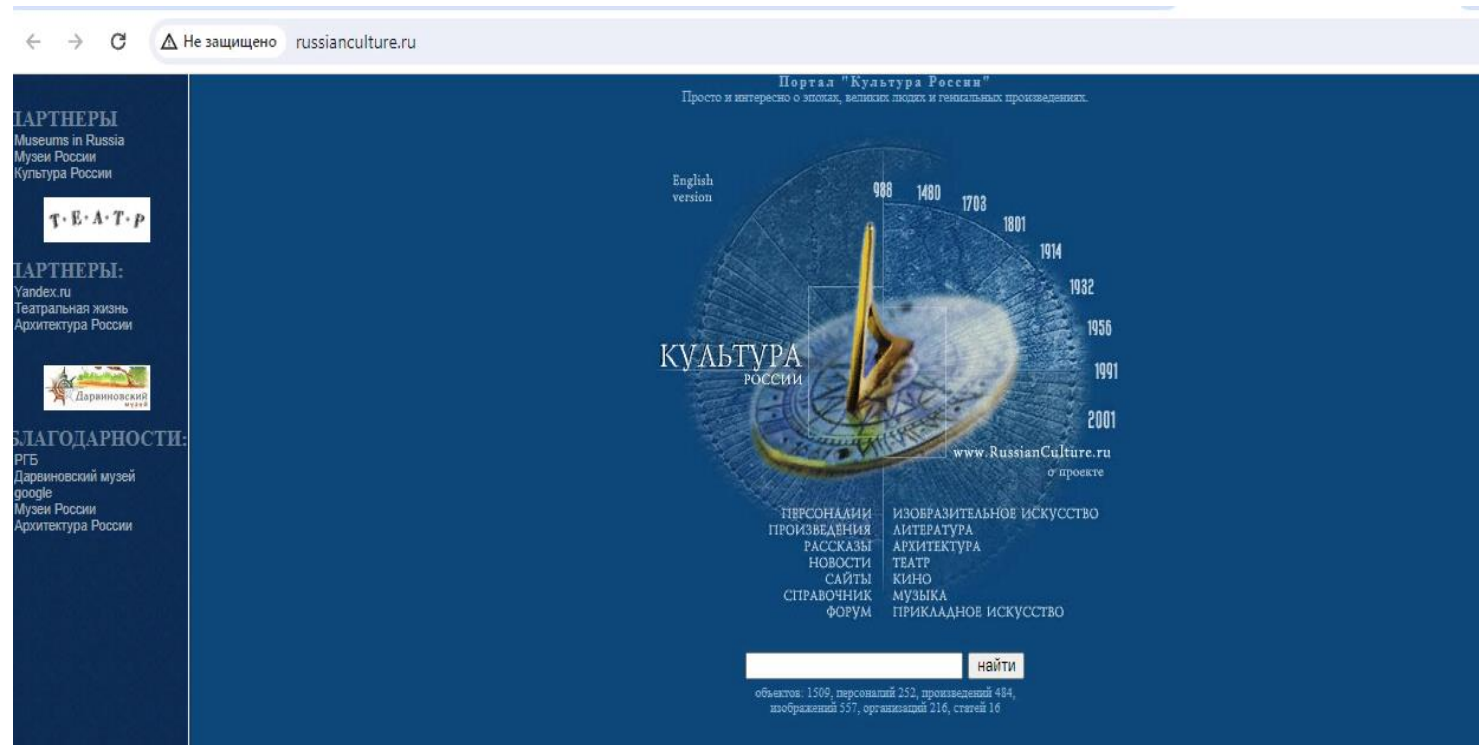 Не защищено russianculture.ru
Портал "Культура России"
Просто и интересно о эпохах, великих людях и гениальных произведениях.
ПАРТНЕРЫ
Museums in Russia
Музеи России
Культура России
Т·Е·А·Т·Р
ПАРТНЕРЫ:
Yandex.ru
Театральная жизнь
Архитектура России
Дарвиновский
музей
БЛАГОДАРНОСТИ:
РГБ
Дарвиновский музей
google
Музеи России
Архитектура России
English
version
988
1480
1703
1801
1914
1932
1956
1991
2001
КУЛЬТУРА
РОССИИ
www.RussianCulture.ru
о проекте
ПЕРСОНАЛИИ
ПРОИЗВЕДЕНИЯ
РАССКАЗЫ
НОВОСТИ
САЙТЫ
СПРАВОЧНИК
ФОРУМ
ИЗОБРАЗИТЕЛЬНОЕ ИСКУССТВО
ЛИТЕРАТУРА
АРХИТЕКТУРА
ТЕАТР
КИНО
МУЗЫКА
ПРИКЛАДНОЕ ИСКУССТВО
найти
объектов: 1509, персоналий 252, произведений 484,
изображений 557, организаций 216, статей 16